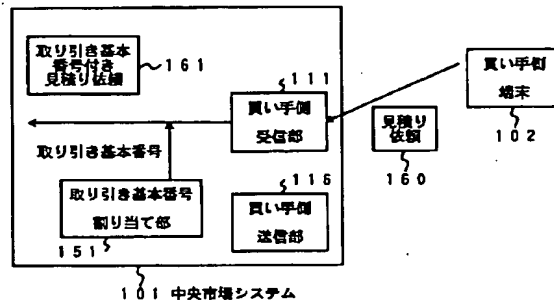 取り引き基本
番号付き
見積り依頼
161
111
買い手側
受信部
買い手側
端末
102
見積り
依頼
160
取り引き基本番号
116
取り引き基本番号
割り当て部
151
買い手側
送信部
101 中央市場システム